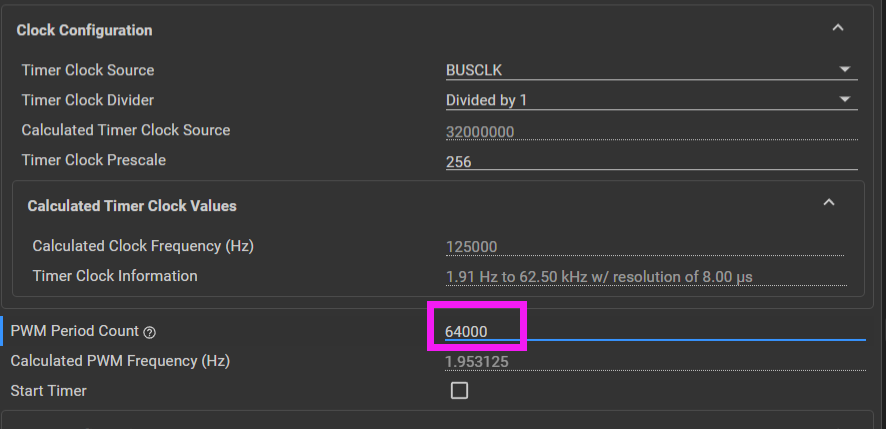 Clock Configuration
Timer Clock Source BUSCLK
Timer Clock Divider Divided by 1
Calculated Timer Clock Source 32000000
Timer Clock Prescale 256
Calculated Timer Clock Values
Calculated Clock Frequency (Hz) 125000
Timer Clock Information 1.91 Hz to 62.50 kHz w/ resolution of 8.00 µs
PWM Period Count 64000
Calculated PWM Frequency (Hz) 1.953125
Start Timer